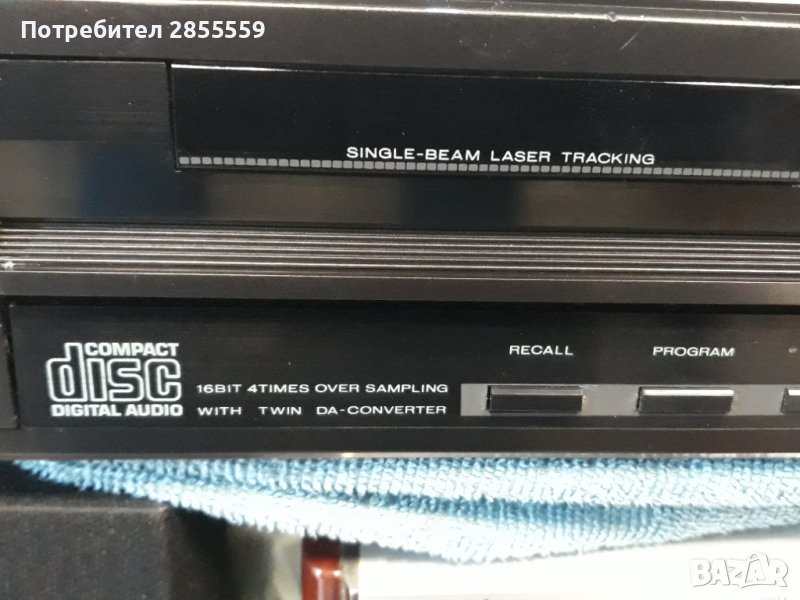 Потребител 2855559
SINGLE-BEAM LASER TRACKING
COMPACT
disc
DIGITAL AUDIO
16BIT 4TIMES OVER SAMPLING
WITH TWIN DA-CONVERTER
RECALL
PROGRAM
BAZAR